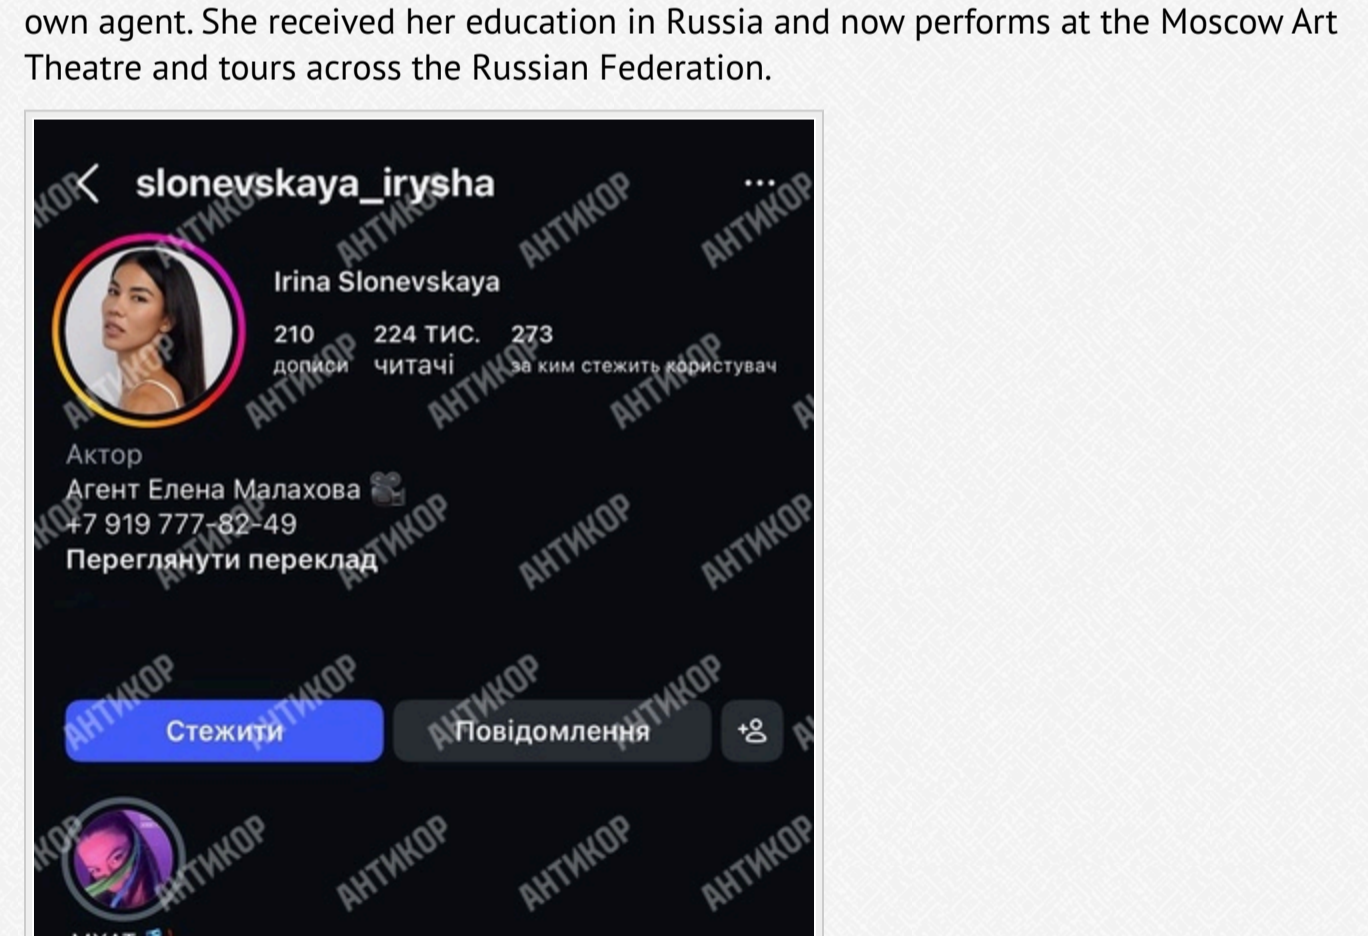 own agent. She received her education in Russia and now performs at the Moscow Art
Theatre and tours across the Russian Federation.
slonevskaya_irysha
Irina Slonevskaya
210 224 ТИС. 273
дописи читачі за ким стежить користувач
Актор
Агент Елена Малахова
+7 919 777-82-49
Переглянути переклад
Стежити Повідомлення
АНТИКОР